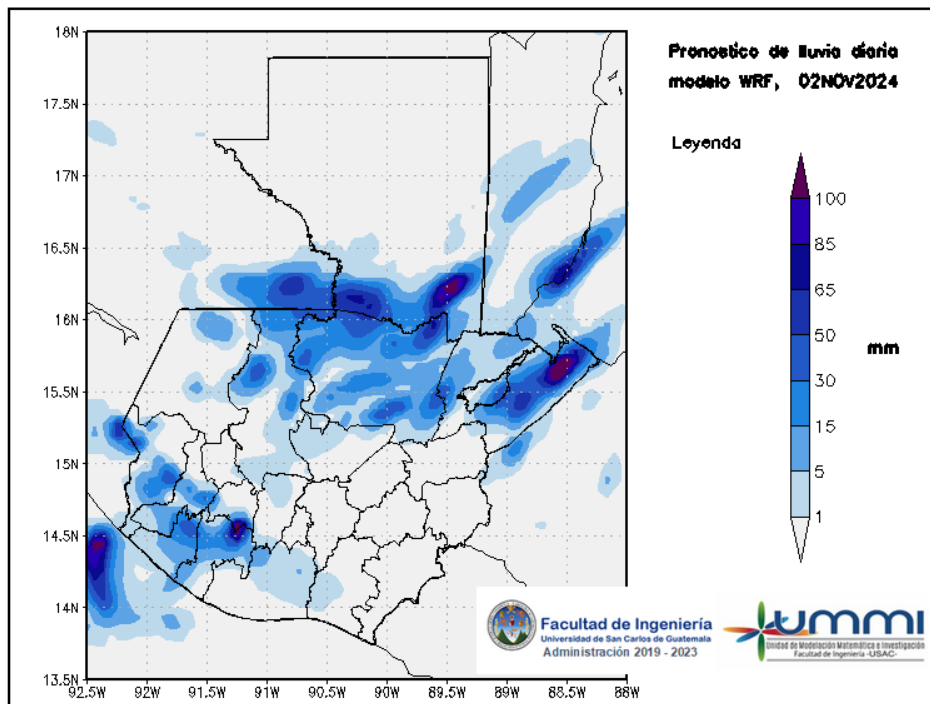 Pronostico de lluvia diaria
modelo WRF, 02NOV2024
Leyenda
100
85
65
50
30
15
5
1
mm
18N
17.5N
17N
16.5N
16N
15.5N
15N
14.5N
14N
13.5N
92.5W
92W
91.5W
91W
90.5W
90W
89.5W
89W
88.5W
88W
Facultad de Ingeniería
Universidad de San Carlos de Guatemala
Administración 2019 - 2023
UMMI
Unidad de Modelación Matemática e Investigación
Facultad de Ingeniería -USAC-